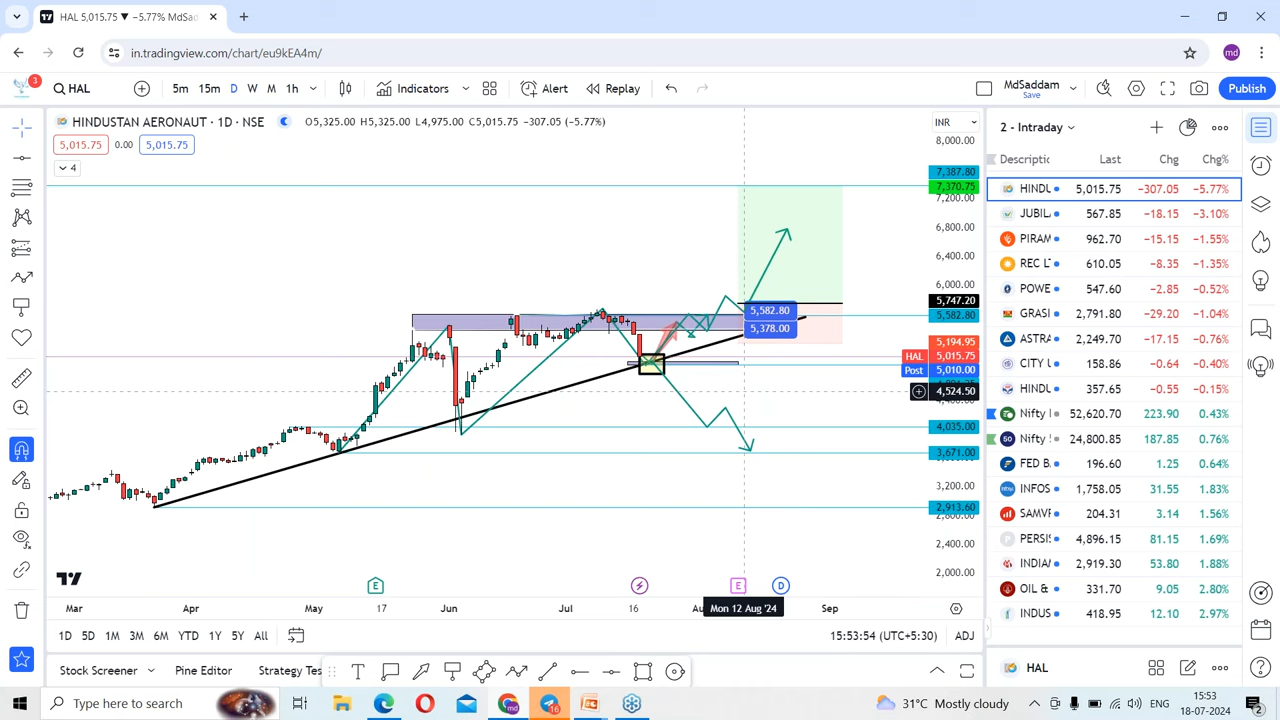 HAL 5,015.75 ▼ −5.77% MdSad
in.tradingview.com/chart/eu9kEA4m/
md
3
HAL
5m 15m D W M 1h
Indicators
Alert
Replay
MdSaddam
Save
Publish
HINDUSTAN AERONAUT · 1D · NSE
O5,325.00 H5,325.00 L4,975.00 C5,015.75 −307.05 (−5.77%)
5,015.75 0.00 5,015.75
4
INR
8,000.00
7,387.80
7,370.75
7,200.00
6,800.00
6,400.00
6,000.00
5,747.20
5,582.80
5,194.95
HAL 5,015.75
Post 5,010.00
4,524.50
4,035.00
3,671.00
3,200.00
2,913.60
2,400.00
2,000.00
5,582.80
5,378.00
E
E
D
Mar Apr May 17 Jun Jul 16 Mon 12 Aug '24 Sep
1D 5D 1M 3M 6M YTD 1Y 5Y All
15:53:54 (UTC+5:30) ADJ
Stock Screener Pine Editor Strategy Tes
2 - Intraday
Descriptic Last Chg Chg%
HINDU 5,015.75 −307.05 −5.77%
JUBIL 567.85 −18.15 −3.10%
PIRAM 962.70 −15.15 −1.55%
REC L 610.05 −8.35 −1.35%
POWE 547.60 −2.85 −0.52%
GRASI 2,791.80 −29.20 −1.04%
ASTRA 2,249.70 −17.15 −0.76%
CITY U 158.86 −0.64 −0.40%
HINDU 357.65 −0.55 −0.15%
Nifty 52,620.70 223.90 0.43%
50 Nifty 24,800.85 187.85 0.76%
FED B 196.60 1.25 0.64%
INFOS 1,758.05 31.55 1.83%
SAMVR 204.31 3.14 1.56%
PERSIS 4,896.15 81.15 1.69%
INDIAN 2,919.30 53.80 1.88%
OIL & 331.70 9.05 2.80%
INDUS 418.95 12.10 2.97%
HAL
Type here to search
16
31°C Mostly cloudy
ENG
15:53
18-07-2024
2